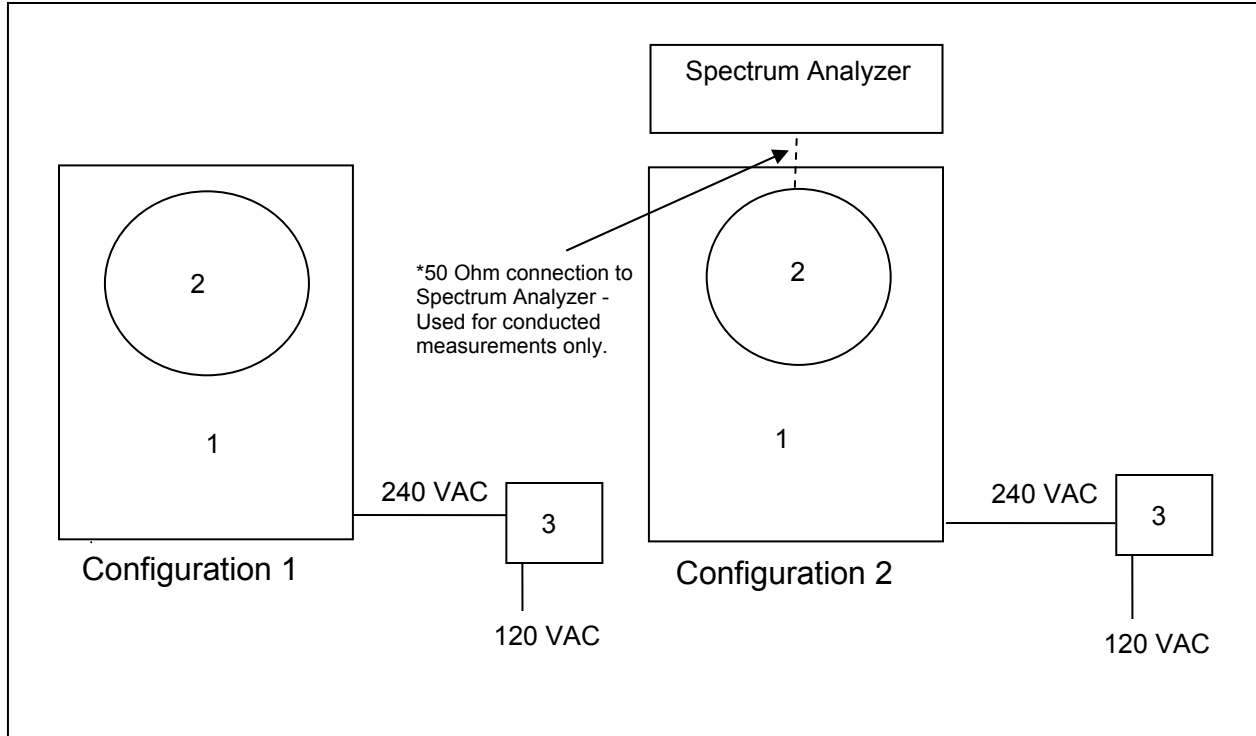 Spectrum Analyzer
2
2
*50 Ohm connection to
Spectrum Analyzer -
Used for conducted
measurements only.
1
1
240 VAC
3
240 VAC
3
Configuration 1
Configuration 2
120 VAC
120 VAC